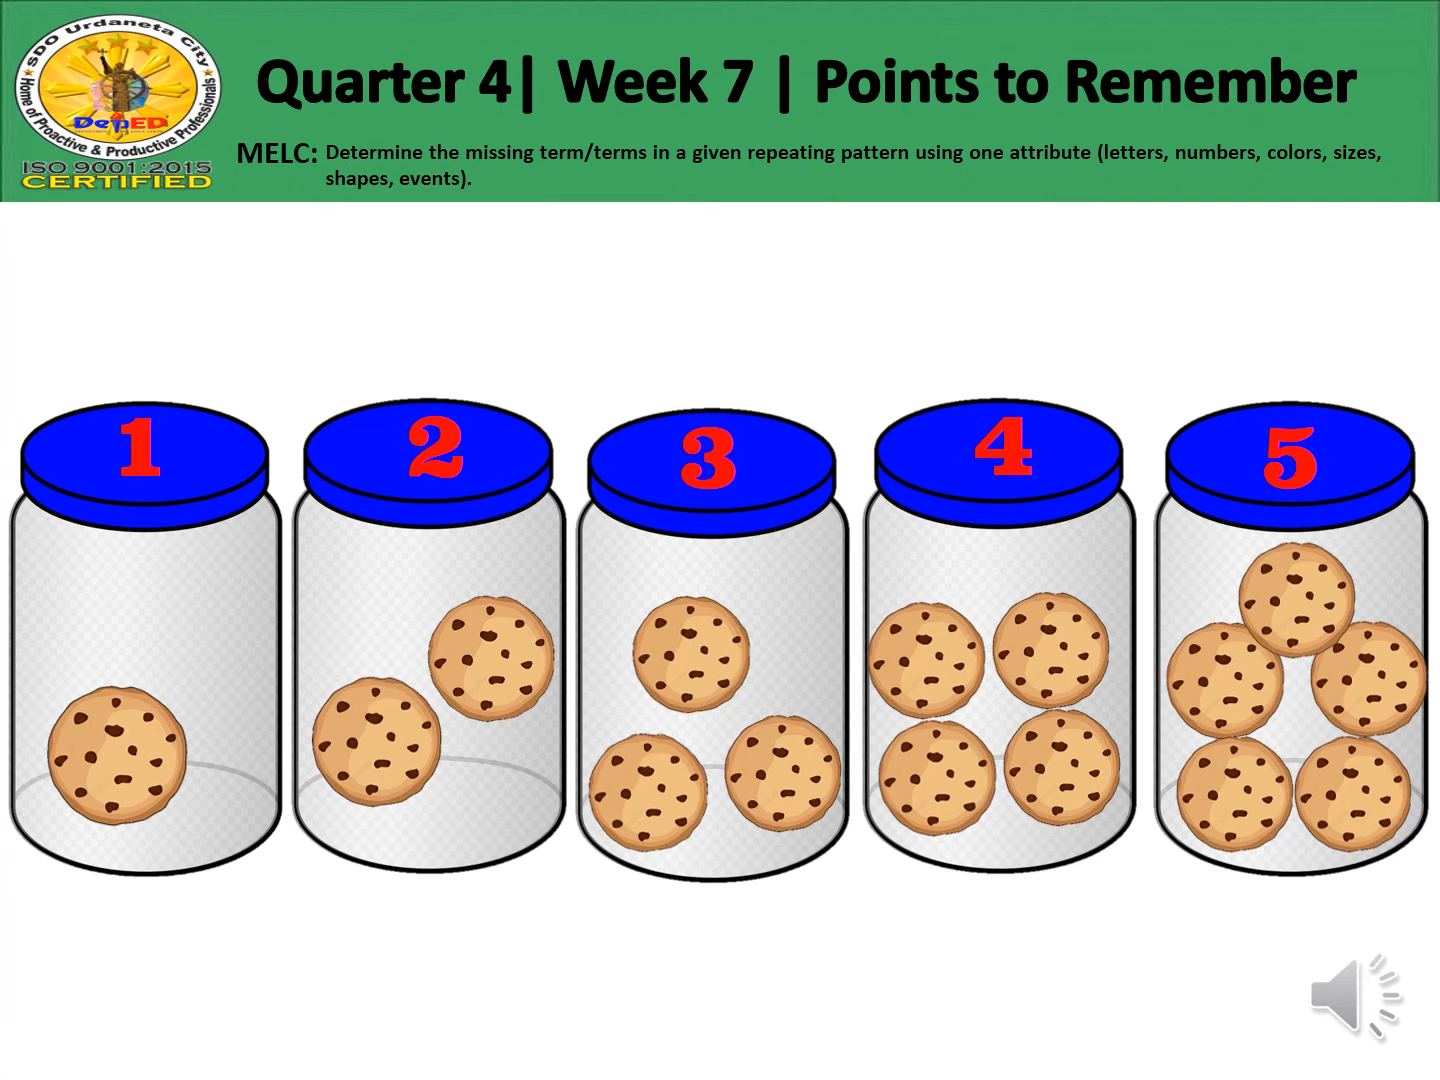 SDO Urdaneta City
Home of Proactive & Productive Professionals
DepED
ISO 9001:2015
CERTIFIED
Quarter 4| Week 7 | Points to Remember
MELC: Determine the missing term/terms in a given repeating pattern using one attribute (letters, numbers, colors, sizes,
shapes, events).
1 2 3 4 5